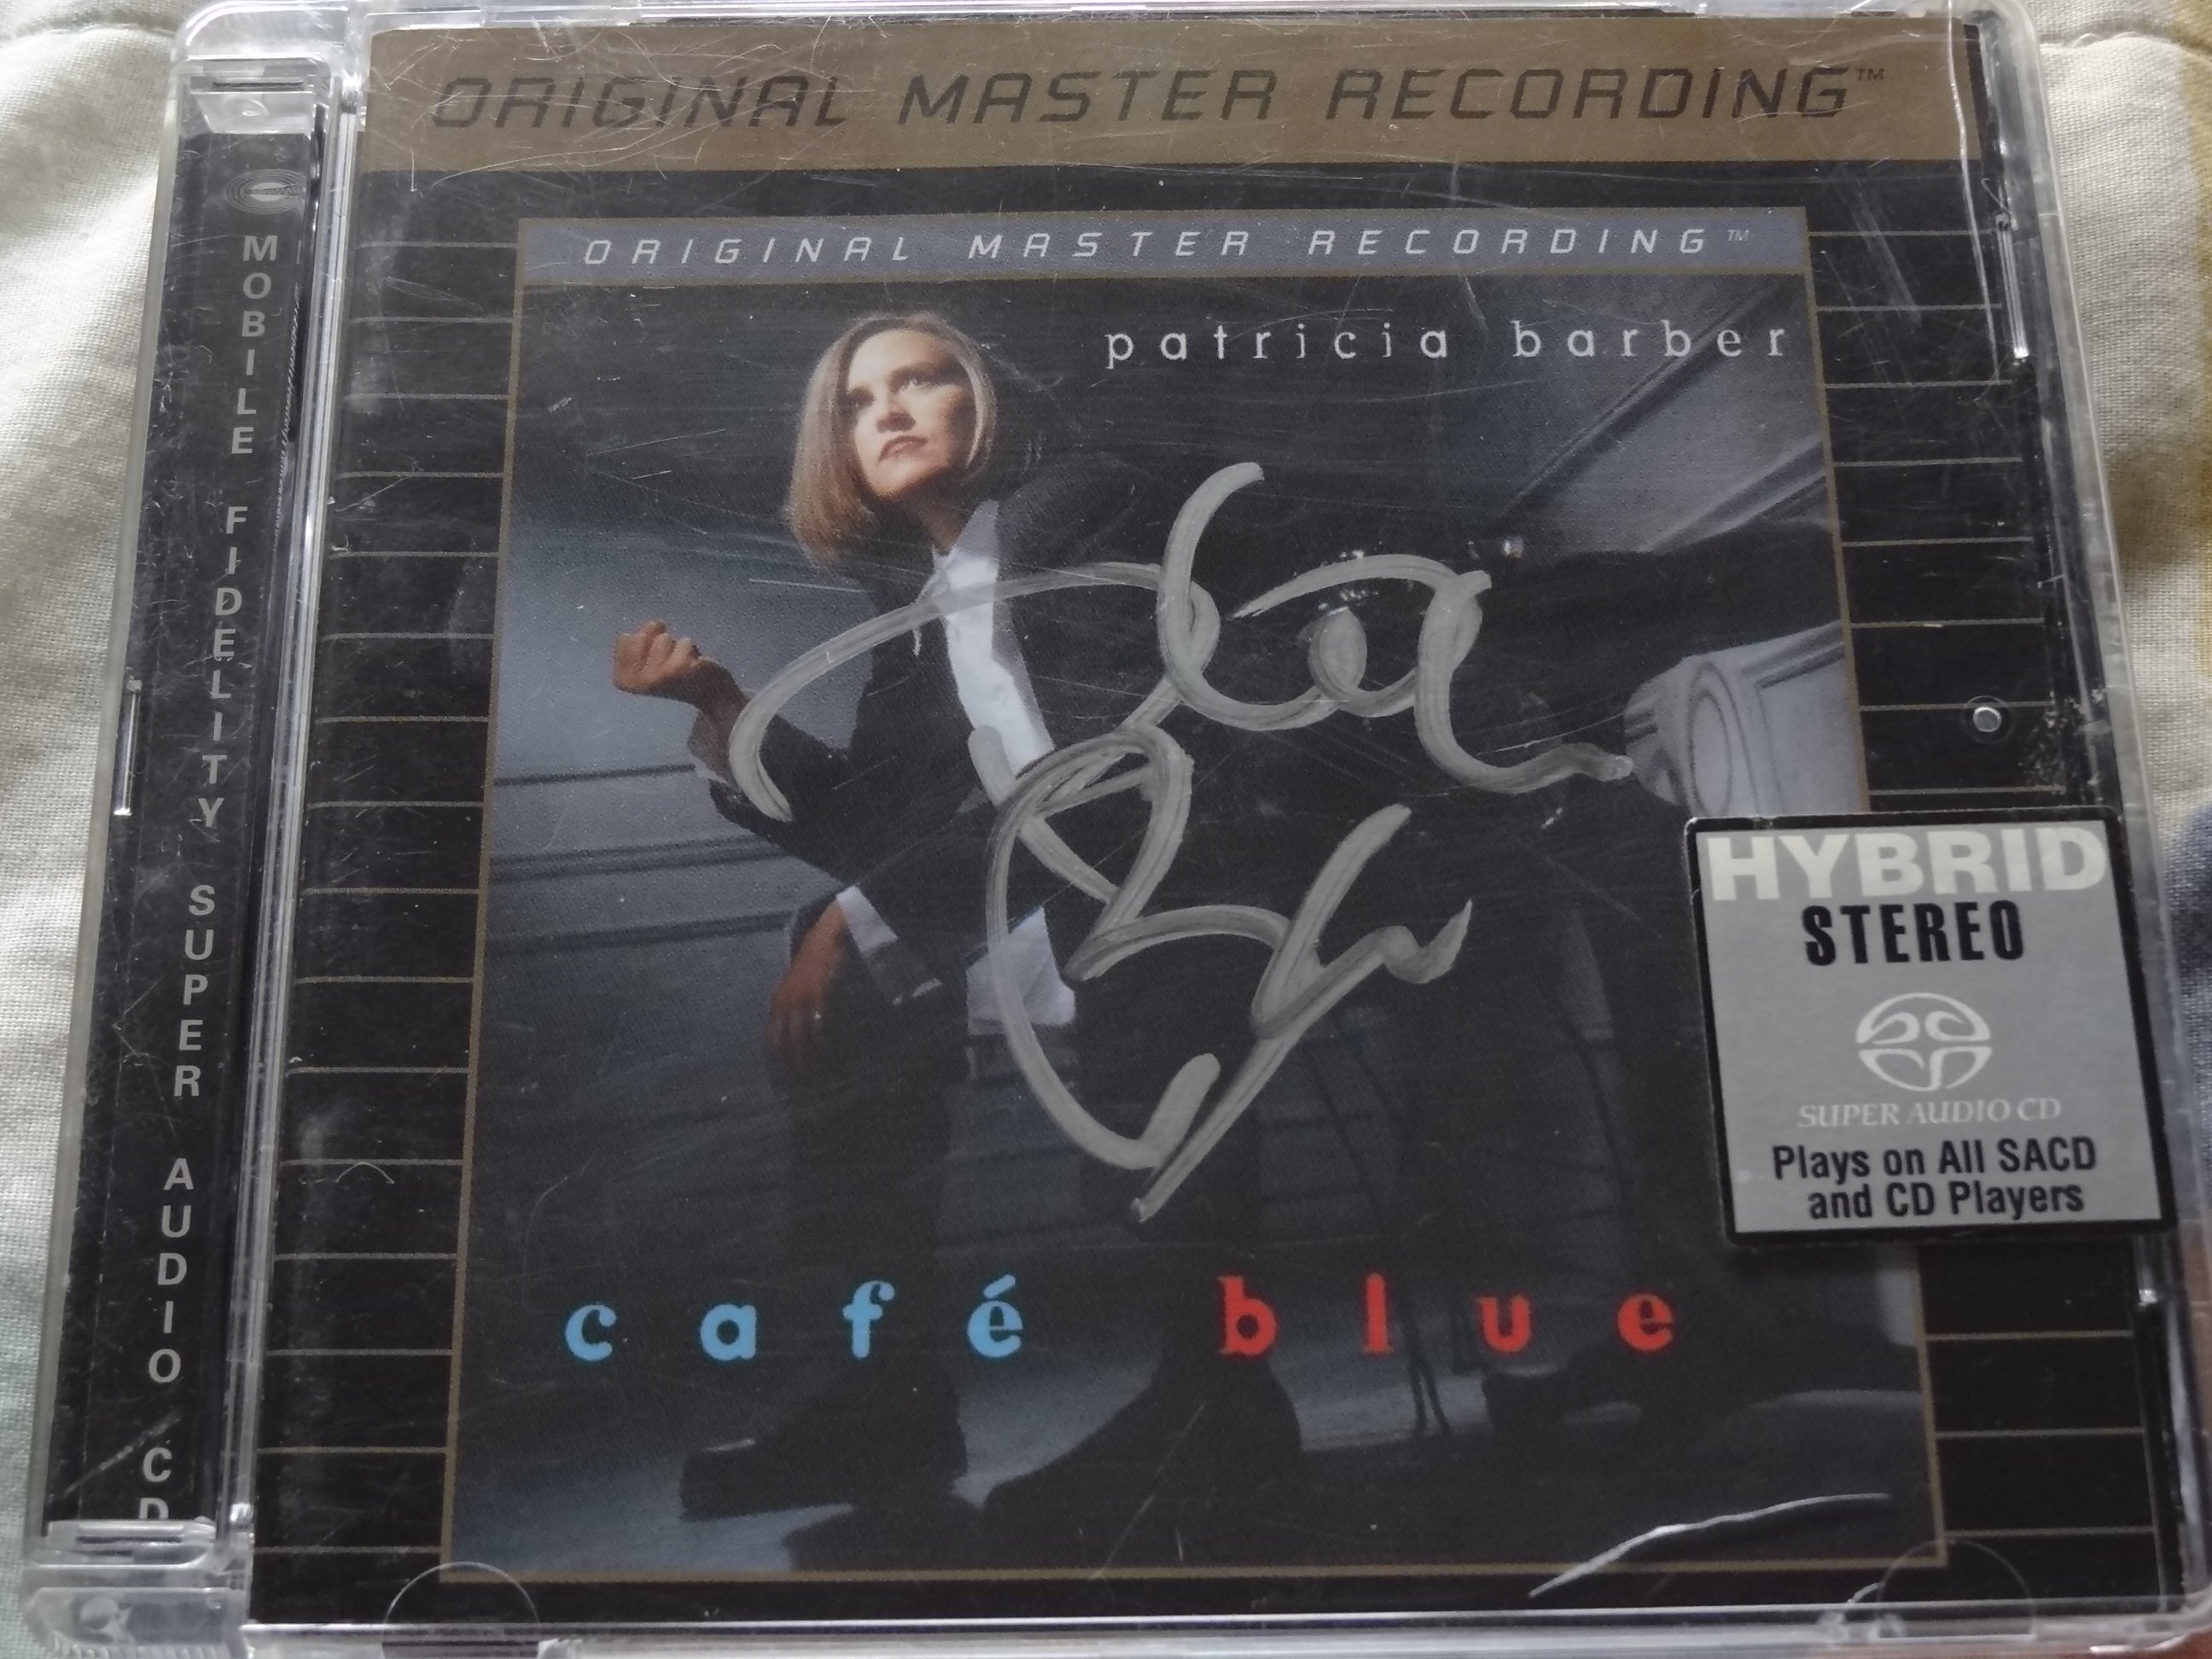 ORIGINAL MASTER RECORDING™
ORIGINAL MASTER RECORDING™
patricia barber
MOBILE FIDELITY SUPER AUDIO CD
HYBRID
STEREO
SUPER AUDIO CD
Plays on All SACD
and CD Players
café blue